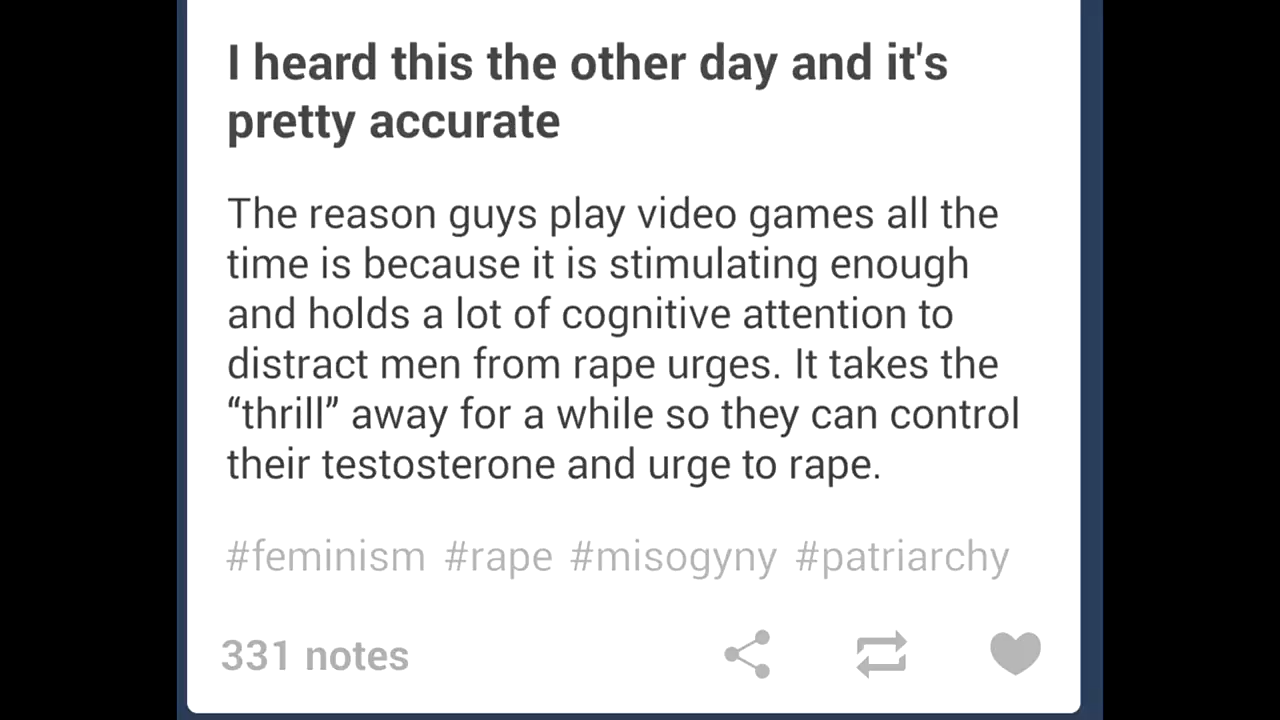 I heard this the other day and it's
pretty accurate
The reason guys play video games all the
time is because it is stimulating enough
and holds a lot of cognitive attention to
distract men from rape urges. It takes the
“thrill” away for a while so they can control
their testosterone and urge to rape.
#feminism #rape #misogyny #patriarchy
331 notes